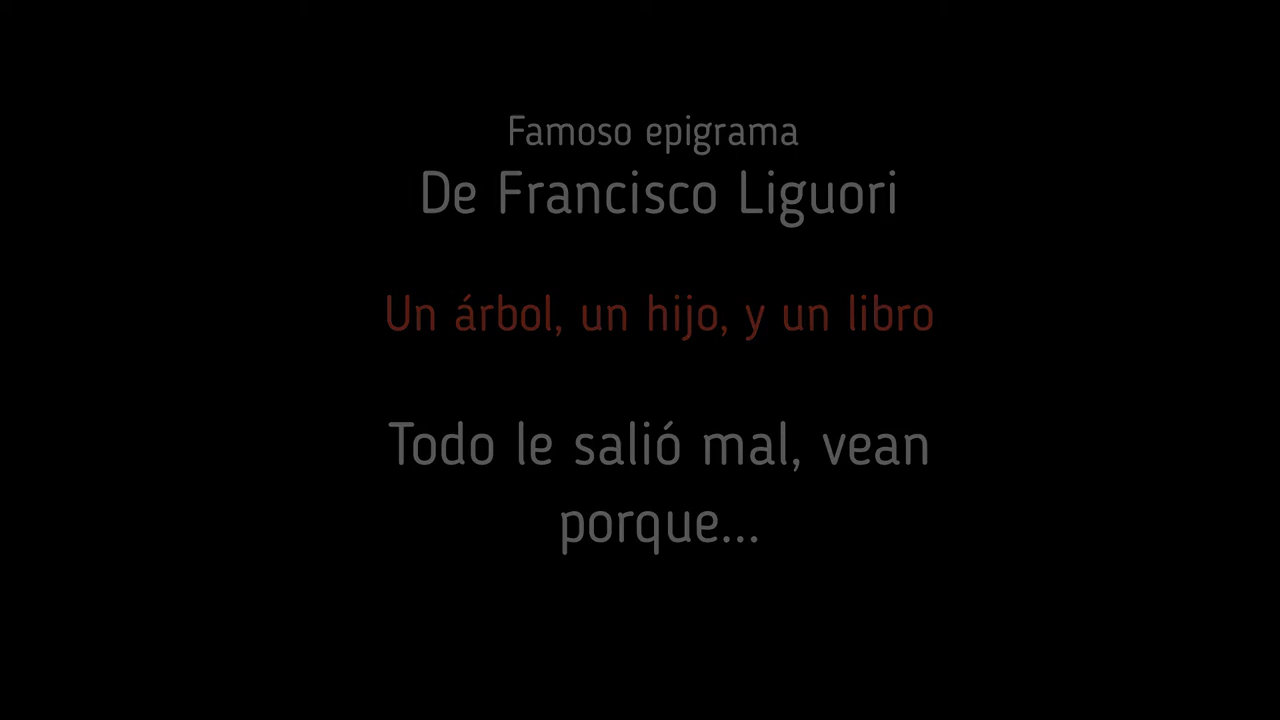 Famoso epigrama
De Francisco Liguori
Un árbol, un hijo, y un libro
Todo le salió mal, vean
porque...